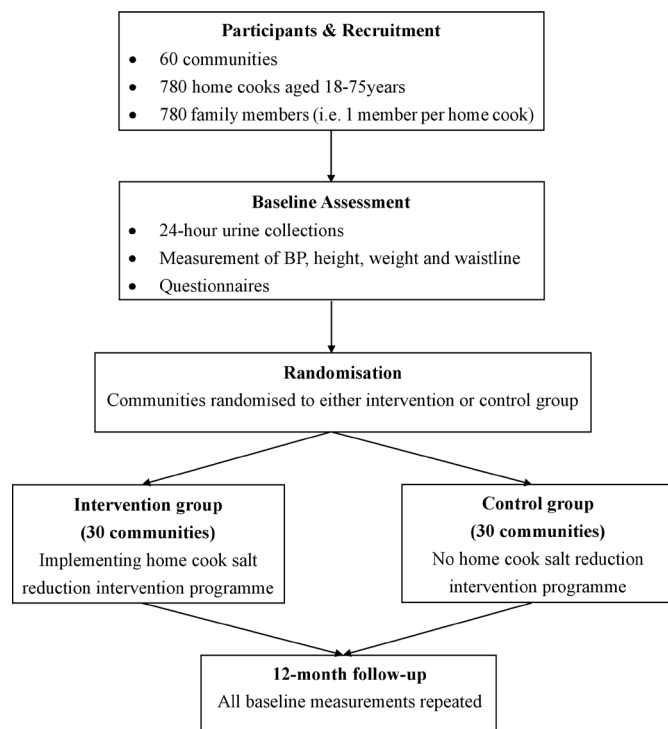 Participants & Recruitment
• 60 communities
• 780 home cooks aged 18-75years
• 780 family members (i.e. 1 member per home cook)
Baseline Assessment
• 24-hour urine collections
• Measurement of BP, height, weight and waistline
• Questionnaires
Randomisation
Communities randomised to either intervention or control group
Intervention group
(30 communities)
Implementing home cook salt
reduction intervention programme
Control group
(30 communities)
No home cook salt reduction
intervention programme
12-month follow-up
All baseline measurements repeated